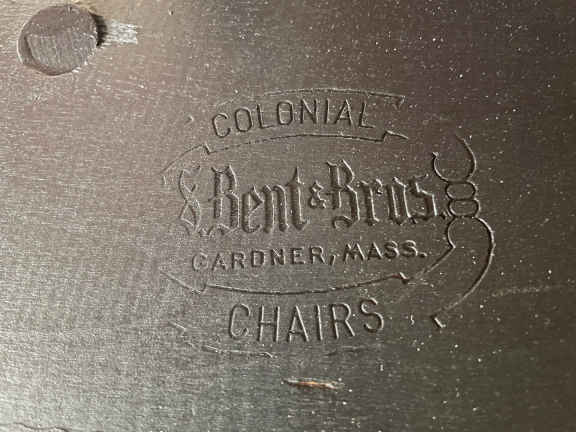 COLONIAL
S.Bent & Bros.
GARDNER, MASS.
CHAIRS